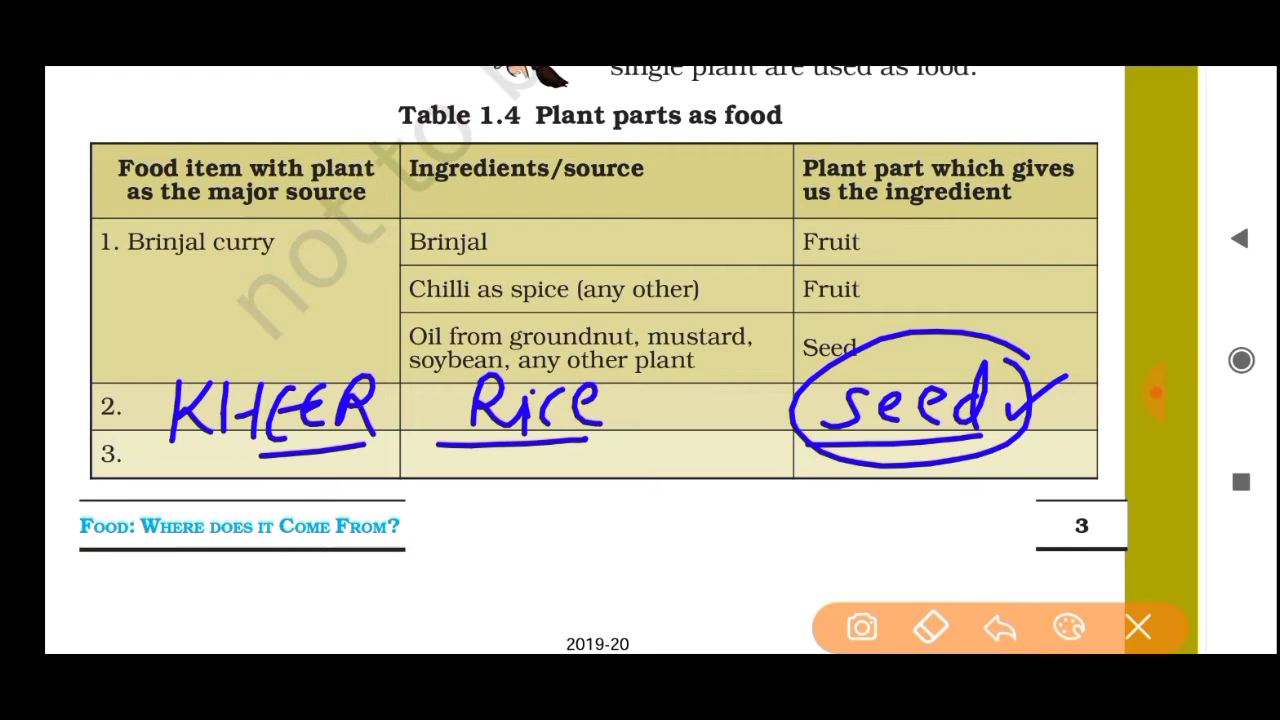 single plant are used as food.
Table 1.4 Plant parts as food
Food item with plant as the major source
Ingredients/source
Plant part which gives us the ingredient
1. Brinjal curry
Brinjal
Fruit
Chilli as spice (any other)
Fruit
Oil from groundnut, mustard, soybean, any other plant
Seed
2. KHEER
Rice
seed
3.
FOOD: WHERE DOES IT COME FROM?
3
2019-20
not to b